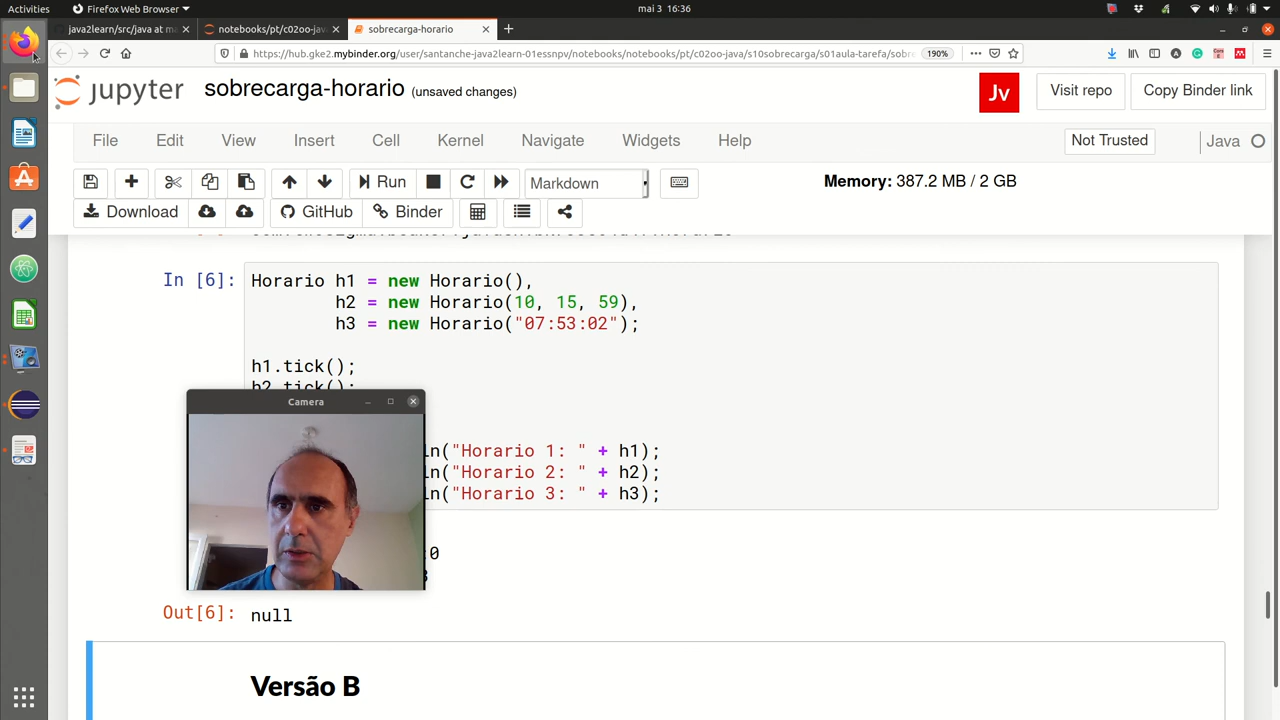 Activities
Firefox Web Browser
mai 3 16:36
java2learn/src/java at m
notebooks/pt/c02oo-jav
sobrecarga-horario
https://hub.gke2.mybinder.org/user/santanche-java2learn-01essnpv/notebooks/notebooks/pt/c02oo-java/s10sobrecarga/s01aula-tarefa/sobr
190%
jupyter
sobrecarga-horario (unsaved changes)
Jv
Visit repo
Copy Binder link
File
Edit
View
Insert
Cell
Kernel
Navigate
Widgets
Help
Not Trusted
Java
Run
Markdown
Memory: 387.2 MB / 2 GB
Download
GitHub
Binder
In [6]:
Horario h1 = new Horario(),
h2 = new Horario(10, 15, 59),
h3 = new Horario("07:53:02");
h1.tick();
h2.tick();
Camera
ln("Horario 1: " + h1);
ln("Horario 2: " + h2);
ln("Horario 3: " + h3);
:0
Out[6]:
null
Versão B